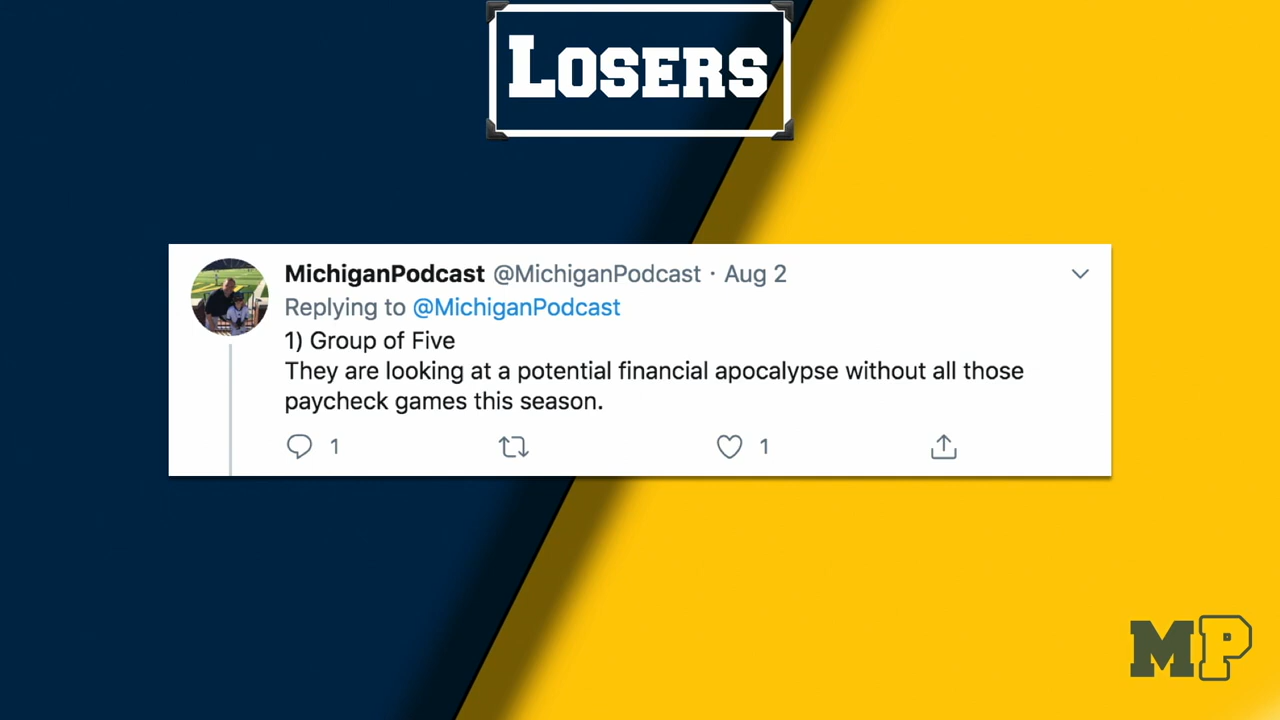 LOSERS
MichiganPodcast @MichiganPodcast · Aug 2
Replying to @MichiganPodcast
1) Group of Five
They are looking at a potential financial apocalypse without all those
paycheck games this season.
1 1
MP